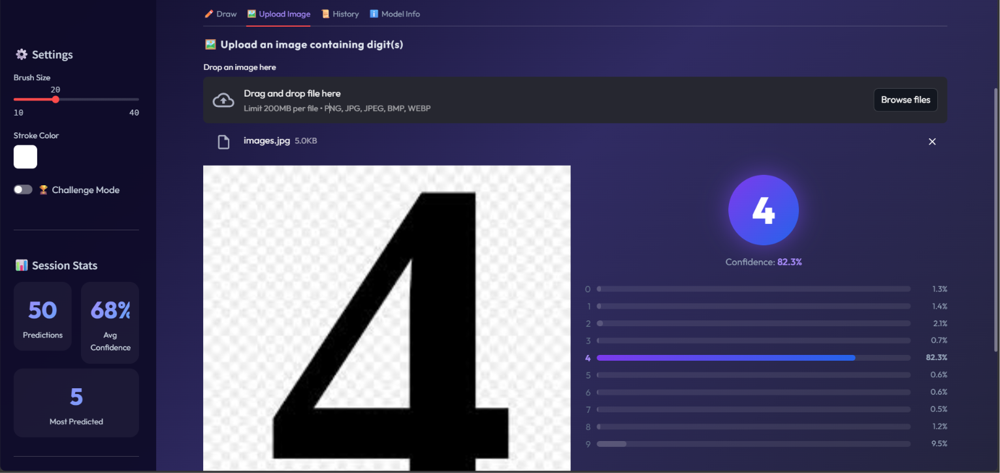 Draw Upload Image History Model Info
Settings
Brush Size
20
10 40
Stroke Color
Challenge Mode
Session Stats
50
Predictions
68%
Avg
Confidence
5
Most Predicted
Upload an image containing digit(s)
Drop an image here
Drag and drop file here
Limit 200MB per file • PNG, JPG, JPEG, BMP, WEBP
Browse files
images.jpg 5.0KB
4
4
Confidence: 82.3%
0 1.3%
1 1.4%
2 2.1%
3 0.7%
4 82.3%
5 0.6%
6 0.6%
7 0.5%
8 1.2%
9 9.5%